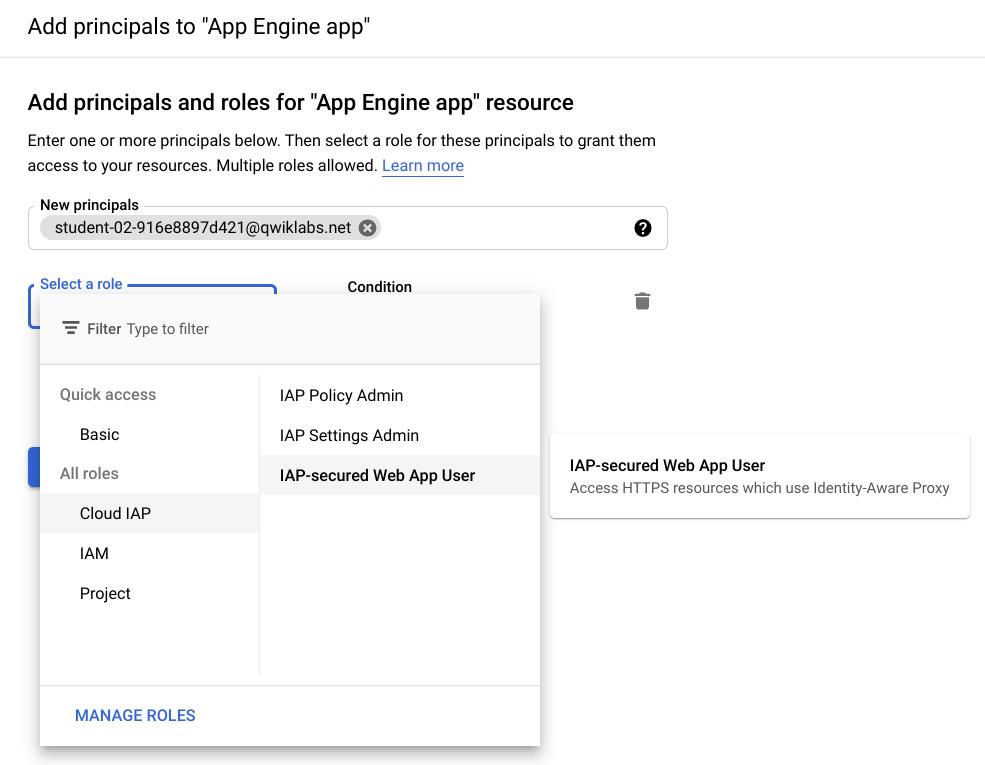 Add principals to "App Engine app"
Add principals and roles for "App Engine app" resource
Enter one or more principals below. Then select a role for these principals to grant them
access to your resources. Multiple roles allowed. Learn more
New principals
student-02-916e8897d421@qwiklabs.net
Select a role
Condition
Filter Type to filter
Quick access
Basic
All roles
Cloud IAP
IAM
Project
IAP Policy Admin
IAP Settings Admin
IAP-secured Web App User
IAP-secured Web App User
Access HTTPS resources which use Identity-Aware Proxy
MANAGE ROLES